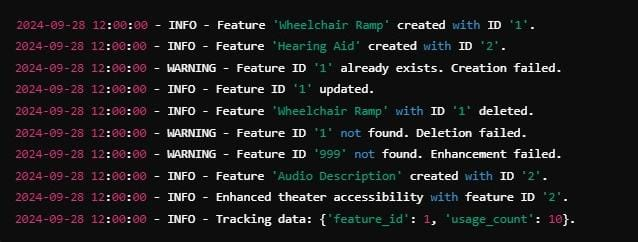 2024-09-28 12:00:00 - INFO - Feature 'Wheelchair Ramp' created with ID '1'.
2024-09-28 12:00:00 - INFO - Feature 'Hearing Aid' created with ID '2'.
2024-09-28 12:00:00 - WARNING - Feature ID '1' already exists. Creation failed.
2024-09-28 12:00:00 - INFO - Feature ID '1' updated.
2024-09-28 12:00:00 - INFO - Feature 'Wheelchair Ramp' with ID '1' deleted.
2024-09-28 12:00:00 - WARNING - Feature ID '1' not found. Deletion failed.
2024-09-28 12:00:00 - WARNING - Feature ID '999' not found. Enhancement failed.
2024-09-28 12:00:00 - INFO - Feature 'Audio Description' created with ID '2'.
2024-09-28 12:00:00 - INFO - Enhanced theater accessibility with feature ID '2'.
2024-09-28 12:00:00 - INFO - Tracking data: {'feature_id': 1, 'usage_count': 10}.